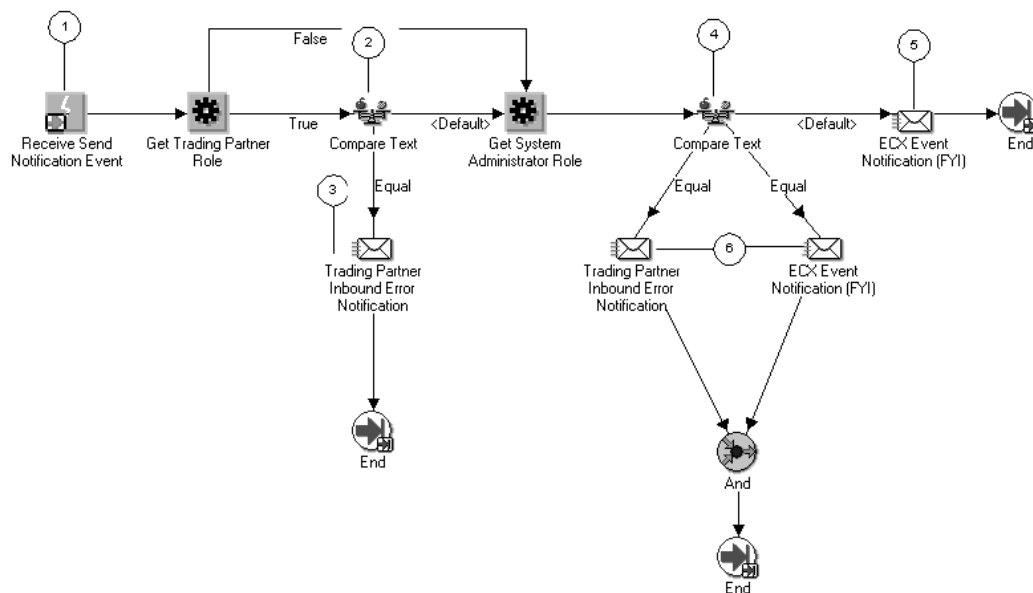 1
2
4
5
False
True
<Default>
<Default>
Receive Send
Notification Event
Get Trading Partner
Role
Compare Text
Get System
Administrator Role
Compare Text
ECX Event
Notification (FYI)
End
3
Equal
Equal
Equal
6
Trading Partner
Inbound Error
Notification
Trading Partner
Inbound Error
Notification
ECX Event
Notification (FYI)
End
And
End